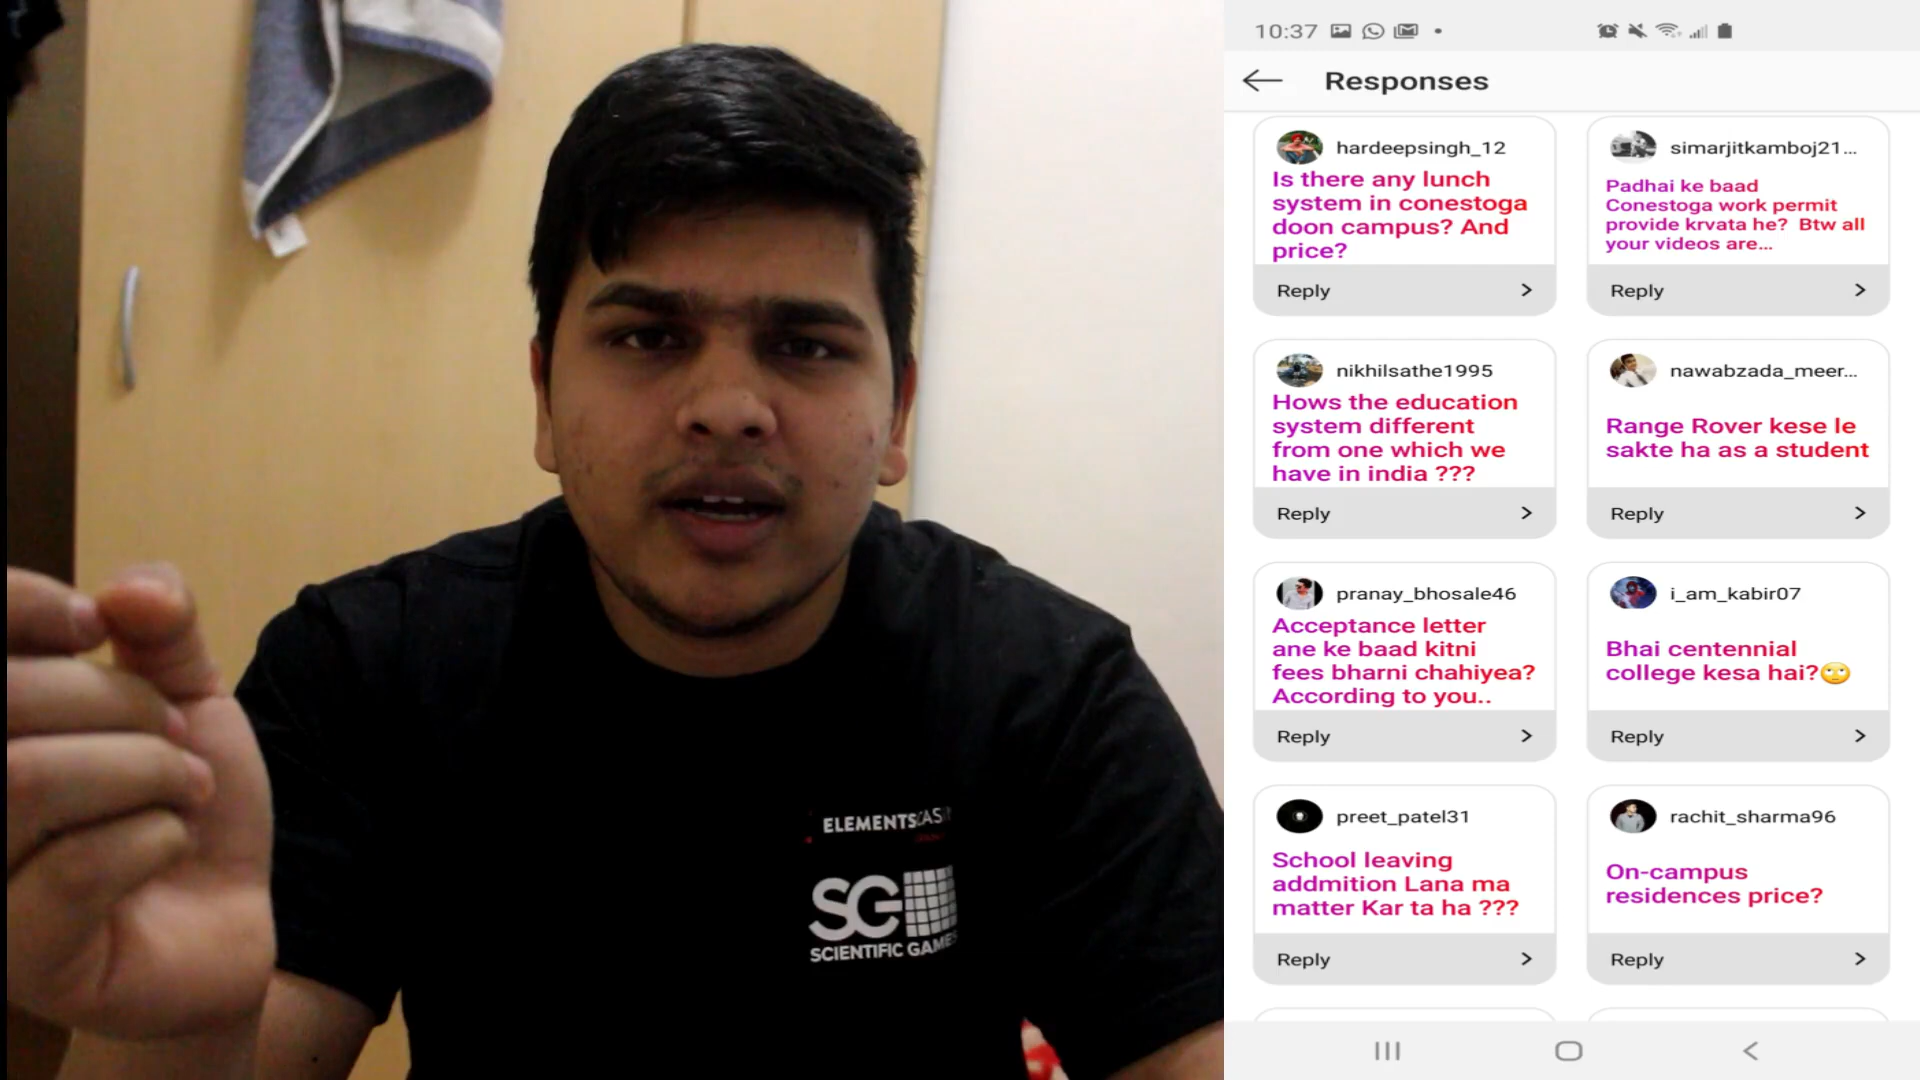 10:37
Responses
hardeepsingh_12
Is there any lunch
system in conestoga
doon campus? And
price?
Reply
simarjitkamboj21...
Padhai ke baad
Conestoga work permit
provide krvata he? Btw all
your videos are...
Reply
nikhilsathe1995
Hows the education
system different
from one which we
have in india ???
Reply
nawabzada_meer...
Range Rover kese le
sakte ha as a student
Reply
pranay_bhosale46
Acceptance letter
ane ke baad kitni
fees bharni chahiyea?
According to you..
Reply
i_am_kabir07
Bhai centennial
college kesa hai?🙄
Reply
preet_patel31
School leaving
addmition Lana ma
matter Kar ta ha ???
Reply
rachit_sharma96
On-campus
residences price?
Reply
ELEMENTS
SG
SCIENTIFIC GAMES